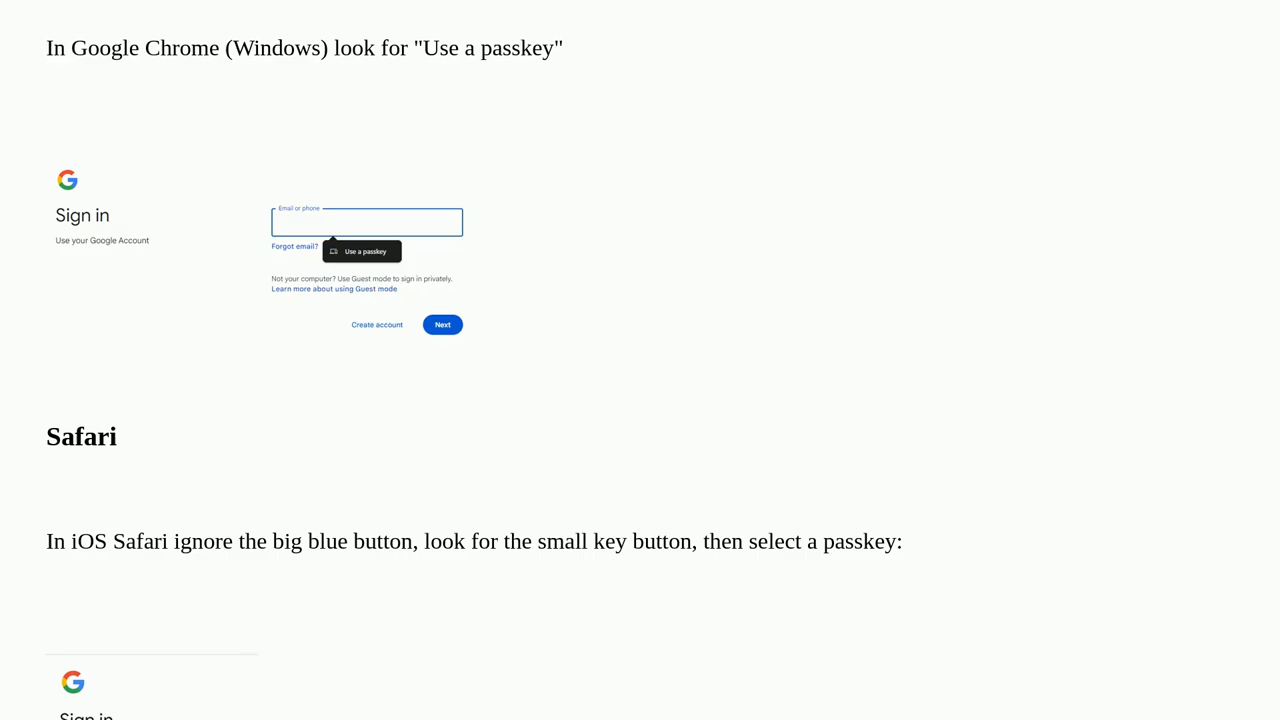 In Google Chrome (Windows) look for "Use a passkey"
Sign in
Use your Google Account
Email or phone
Forgot email?
Use a passkey
Not your computer? Use Guest mode to sign in privately.
Learn more about using Guest mode
Create account
Next
Safari
In iOS Safari ignore the big blue button, look for the small key button, then select a passkey:
Sign in